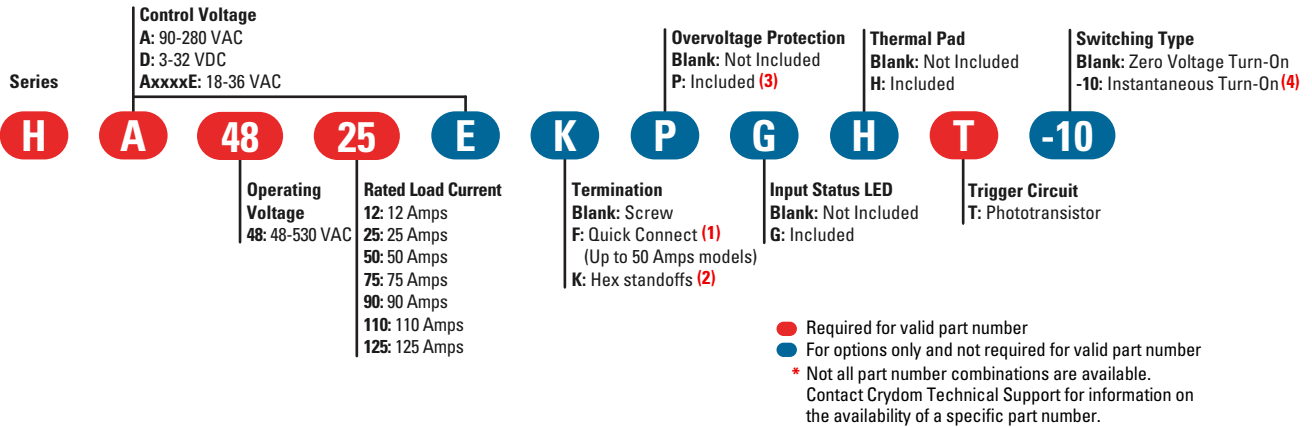 Control Voltage
A: 90-280 VAC
D: 3-32 VDC
AxxxxE: 18-36 VAC
Overvoltage Protection
Blank: Not Included
P: Included (3)
Thermal Pad
Blank: Not Included
H: Included
Switching Type
Blank: Zero Voltage Turn-On
-10: Instantaneous Turn-On (4)
Series
H A 48 25 E K P G H T -10
Operating
Voltage
48: 48-530 VAC
Rated Load Current
12: 12 Amps
25: 25 Amps
50: 50 Amps
75: 75 Amps
90: 90 Amps
110: 110 Amps
125: 125 Amps
Termination
Blank: Screw
F: Quick Connect (1)
(Up to 50 Amps models)
K: Hex standoffs (2)
Input Status LED
Blank: Not Included
G: Included
Trigger Circuit
T: Phototransistor
Required for valid part number
For options only and not required for valid part number
* Not all part number combinations are available.
Contact Crydom Technical Support for information on
the availability of a specific part number.